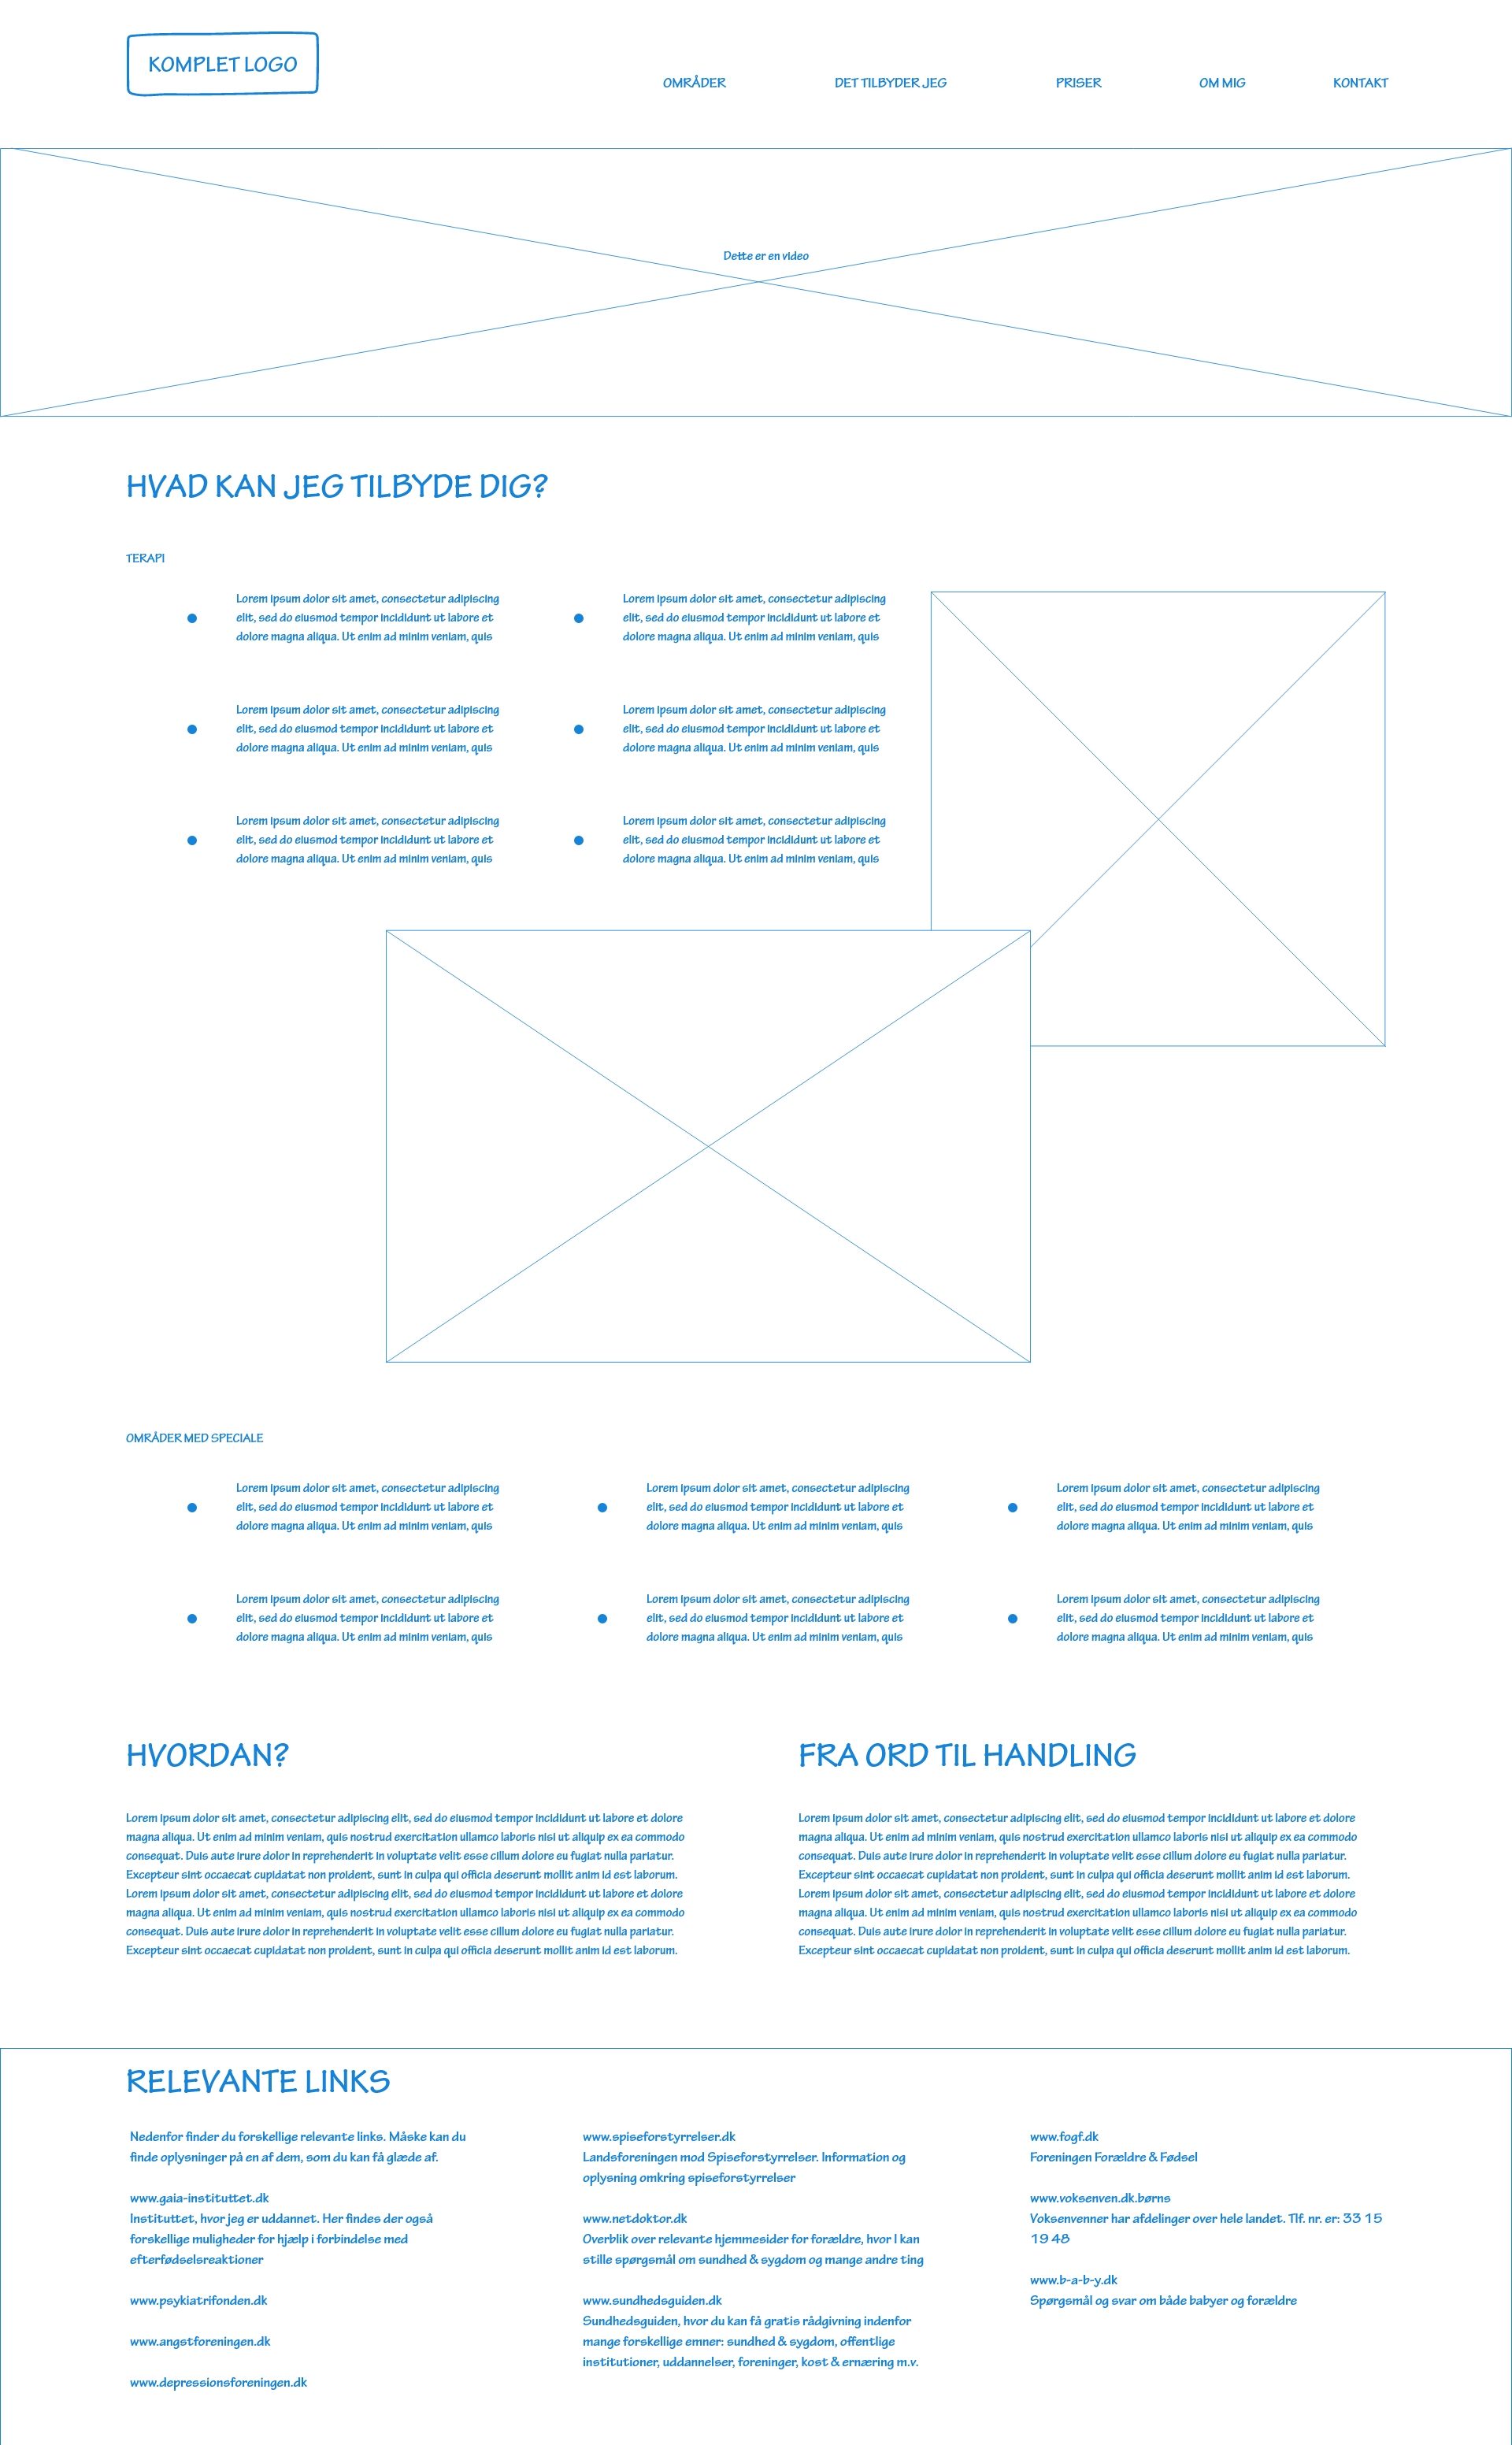 KOMPLET LOGO
OMRÅDER
DET TILBYDER JEG
PRISER
OM MIG
KONTAKT
Dette er en video
HVAD KAN JEG TILBYDE DIG?
TERAPI
Lorem ipsum dolor sit amet, consectetur adipiscing
elit, sed do eiusmod tempor incididunt ut labore et
dolore magna aliqua. Ut enim ad minim veniam, quis
Lorem ipsum dolor sit amet, consectetur adipiscing
elit, sed do eiusmod tempor incididunt ut labore et
dolore magna aliqua. Ut enim ad minim veniam, quis
Lorem ipsum dolor sit amet, consectetur adipiscing
elit, sed do eiusmod tempor incididunt ut labore et
dolore magna aliqua. Ut enim ad minim veniam, quis
Lorem ipsum dolor sit amet, consectetur adipiscing
elit, sed do eiusmod tempor incididunt ut labore et
dolore magna aliqua. Ut enim ad minim veniam, quis
Lorem ipsum dolor sit amet, consectetur adipiscing
elit, sed do eiusmod tempor incididunt ut labore et
dolore magna aliqua. Ut enim ad minim veniam, quis
Lorem ipsum dolor sit amet, consectetur adipiscing
elit, sed do eiusmod tempor incididunt ut labore et
dolore magna aliqua. Ut enim ad minim veniam, quis
OMRÅDER MED SPECIALE
Lorem ipsum dolor sit amet, consectetur adipiscing
elit, sed do eiusmod tempor incididunt ut labore et
dolore magna aliqua. Ut enim ad minim veniam, quis
Lorem ipsum dolor sit amet, consectetur adipiscing
elit, sed do eiusmod tempor incididunt ut labore et
dolore magna aliqua. Ut enim ad minim veniam, quis
Lorem ipsum dolor sit amet, consectetur adipiscing
elit, sed do eiusmod tempor incididunt ut labore et
dolore magna aliqua. Ut enim ad minim veniam, quis
Lorem ipsum dolor sit amet, consectetur adipiscing
elit, sed do eiusmod tempor incididunt ut labore et
dolore magna aliqua. Ut enim ad minim veniam, quis
Lorem ipsum dolor sit amet, consectetur adipiscing
elit, sed do eiusmod tempor incididunt ut labore et
dolore magna aliqua. Ut enim ad minim veniam, quis
Lorem ipsum dolor sit amet, consectetur adipiscing
elit, sed do eiusmod tempor incididunt ut labore et
dolore magna aliqua. Ut enim ad minim veniam, quis
HVORDAN?
Lorem ipsum dolor sit amet, consectetur adipiscing elit, sed do eiusmod tempor incididunt ut labore et dolore
magna aliqua. Ut enim ad minim veniam, quis nostrud exercitation ullamco laboris nisi ut aliquip ex ea commodo
consequat. Duis aute irure dolor in reprehenderit in voluptate velit esse cillum dolore eu fugiat nulla pariatur.
Excepteur sint occaecat cupidatat non proident, sunt in culpa qui officia deserunt mollit anim id est laborum.
Lorem ipsum dolor sit amet, consectetur adipiscing elit, sed do eiusmod tempor incididunt ut labore et dolore
magna aliqua. Ut enim ad minim veniam, quis nostrud exercitation ullamco laboris nisi ut aliquip ex ea commodo
consequat. Duis aute irure dolor in reprehenderit in voluptate velit esse cillum dolore eu fugiat nulla pariatur.
Excepteur sint occaecat cupidatat non proident, sunt in culpa qui officia deserunt mollit anim id est laborum.
FRA ORD TIL HANDLING
Lorem ipsum dolor sit amet, consectetur adipiscing elit, sed do eiusmod tempor incididunt ut labore et dolore
magna aliqua. Ut enim ad minim veniam, quis nostrud exercitation ullamco laboris nisi ut aliquip ex ea commodo
consequat. Duis aute irure dolor in reprehenderit in voluptate velit esse cillum dolore eu fugiat nulla pariatur.
Excepteur sint occaecat cupidatat non proident, sunt in culpa qui officia deserunt mollit anim id est laborum.
Lorem ipsum dolor sit amet, consectetur adipiscing elit, sed do eiusmod tempor incididunt ut labore et dolore
magna aliqua. Ut enim ad minim veniam, quis nostrud exercitation ullamco laboris nisi ut aliquip ex ea commodo
consequat. Duis aute irure dolor in reprehenderit in voluptate velit esse cillum dolore eu fugiat nulla pariatur.
Excepteur sint occaecat cupidatat non proident, sunt in culpa qui officia deserunt mollit anim id est laborum.
RELEVANTE LINKS
Nedenfor finder du forskellige relevante links. Måske kan du
finde oplysninger på en af dem, som du kan få glæde af.
www.gaia-instituttet.dk
Instituttet, hvor jeg er uddannet. Her findes der også
forskellige muligheder for hjælp i forbindelse med
efterfødselsreaktioner
www.psykiatrifonden.dk
www.angstforeningen.dk
www.depressionsforeningen.dk
www.spiseforstyrrelser.dk
Landsforeningen mod Spiseforstyrrelser. Information og
oplysning omkring spiseforstyrrelser
www.netdoktor.dk
Overblik over relevante hjemmesider for forældre, hvor I kan
stille spørgsmål om sundhed & sygdom og mange andre ting
www.sundhedsguiden.dk
Sundhedsguiden, hvor du kan få gratis rådgivning indenfor
mange forskellige emner: sundhed & sygdom, offentlige
institutioner, uddannelser, foreninger, kost & ernæring m.v.
www.fogf.dk
Foreningen Forældre & Fødsel
www.voksenven.dk.børns
Voksenvenner har afdelinger over hele landet. Tlf. nr. er: 33 15
19 48
www.b-a-b-y.dk
Spørgsmål og svar om både babyer og forældre